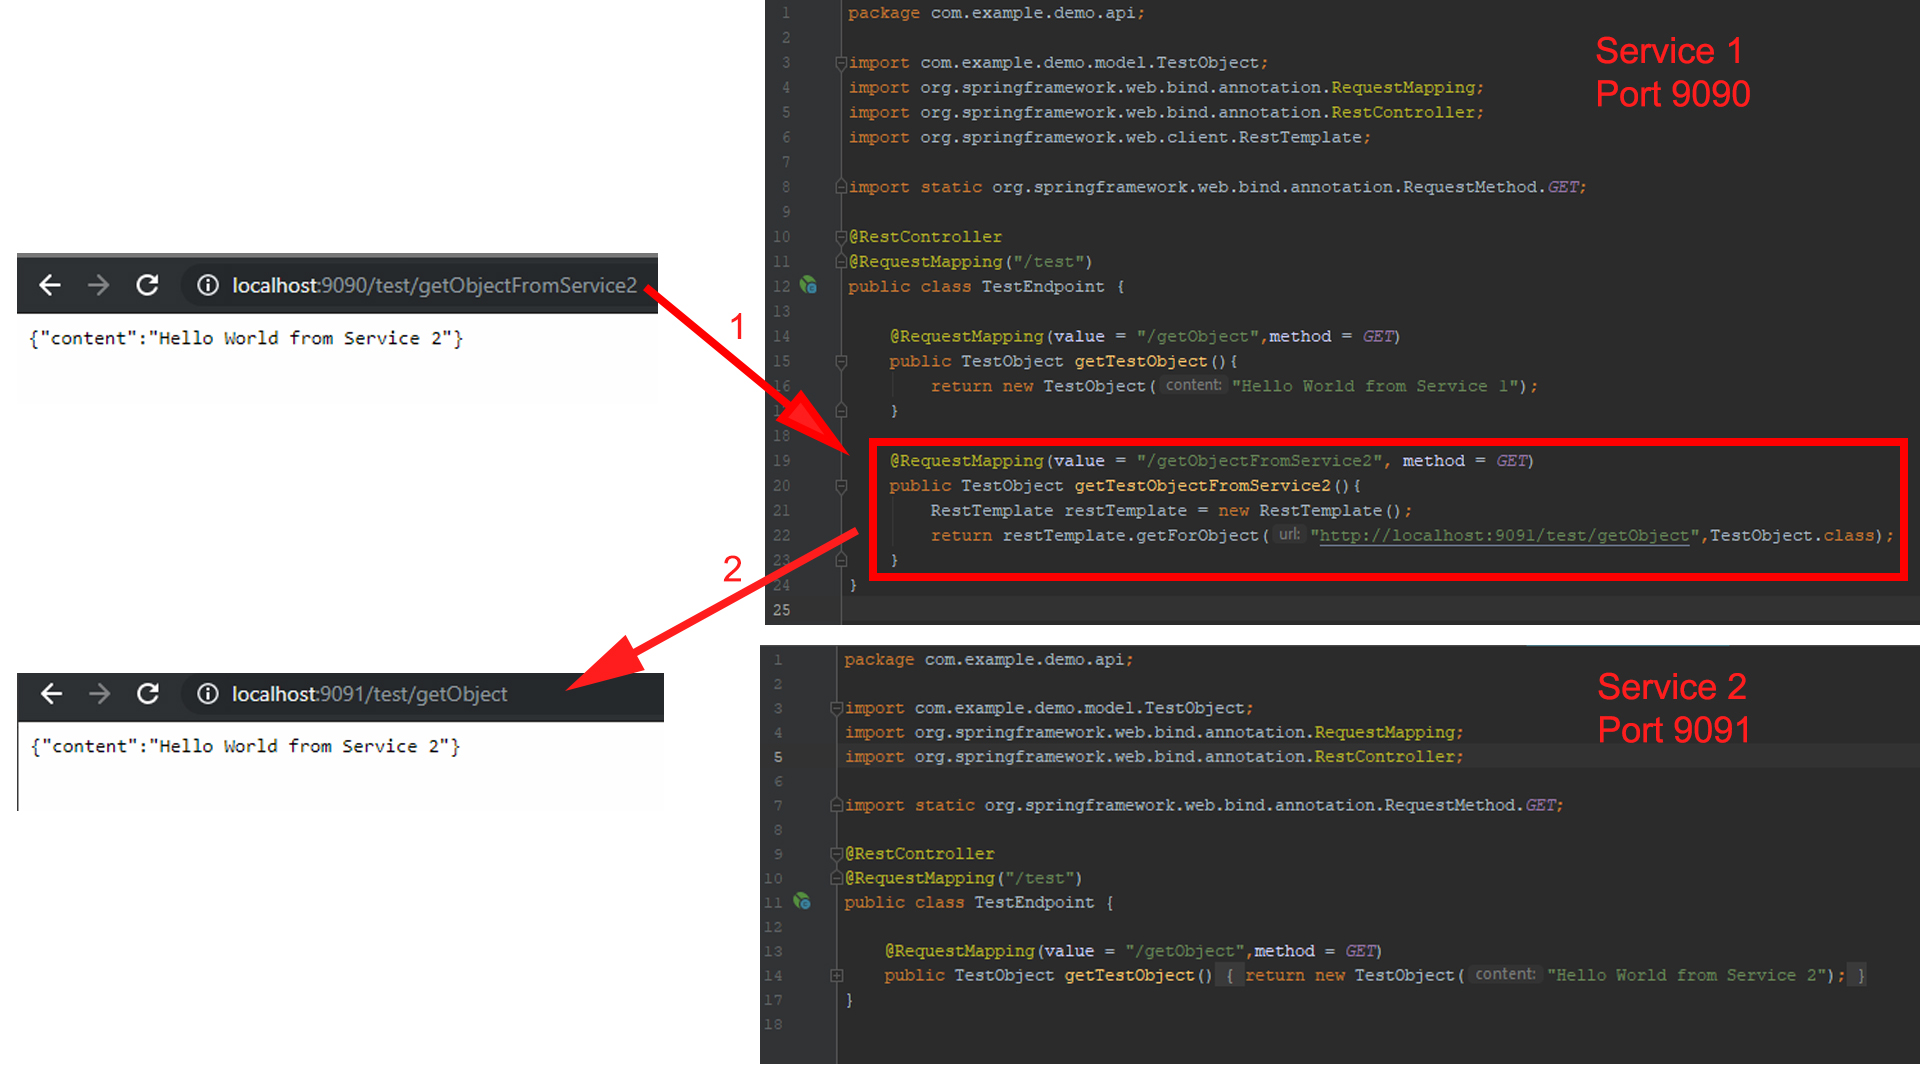 localhost:9090/test/getObjectFromService2
{"content":"Hello World from Service 2"}
1
2
localhost:9091/test/getObject
{"content":"Hello World from Service 2"}
Service 1
Port 9090
1 package com.example.demo.api;
2
3 import com.example.demo.model.TestObject;
4 import org.springframework.web.bind.annotation.RequestMapping;
5 import org.springframework.web.bind.annotation.RestController;
6 import org.springframework.web.client.RestTemplate;
7
8 import static org.springframework.web.bind.annotation.RequestMethod.GET;
9
10 @RestController
11 @RequestMapping("/test")
12 public class TestEndpoint {
13
14 @RequestMapping(value = "/getObject",method = GET)
15 public TestObject getTestObject(){
16 return new TestObject( content: "Hello World from Service 1");
17 }
18
19 @RequestMapping(value = "/getObjectFromService2", method = GET)
20 public TestObject getTestObjectFromService2(){
21 RestTemplate restTemplate = new RestTemplate();
22 return restTemplate.getForObject( url: "http://localhost:9091/test/getObject",TestObject.class);
23 }
24 }
25
Service 2
Port 9091
1 package com.example.demo.api;
2
3 import com.example.demo.model.TestObject;
4 import org.springframework.web.bind.annotation.RequestMapping;
5 import org.springframework.web.bind.annotation.RestController;
6
7 import static org.springframework.web.bind.annotation.RequestMethod.GET;
8
9 @RestController
10 @RequestMapping("/test")
11 public class TestEndpoint {
12
13 @RequestMapping(value = "/getObject",method = GET)
14 public TestObject getTestObject() { return new TestObject( content: "Hello World from Service 2"); }
17 }
18